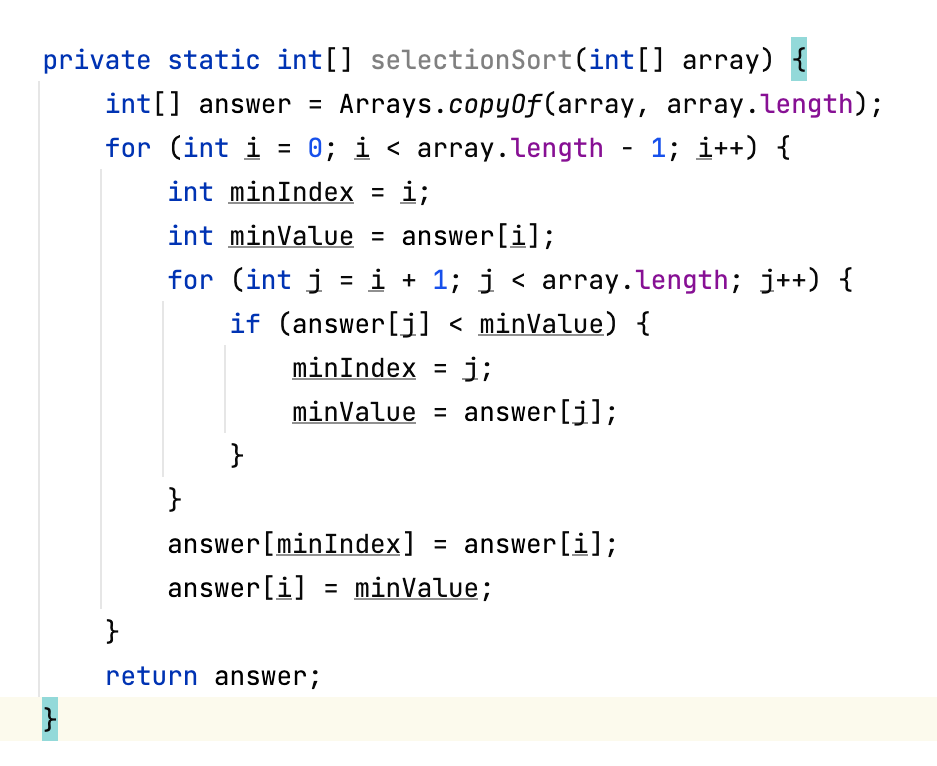 private static int[] selectionSort(int[] array) {
    int[] answer = Arrays.copyOf(array, array.length);
    for (int i = 0; i < array.length - 1; i++) {
        int minIndex = i;
        int minValue = answer[i];
        for (int j = i + 1; j < array.length; j++) {
            if (answer[j] < minValue) {
                minIndex = j;
                minValue = answer[j];
            }
        }
        answer[minIndex] = answer[i];
        answer[i] = minValue;
    }
    return answer;
}